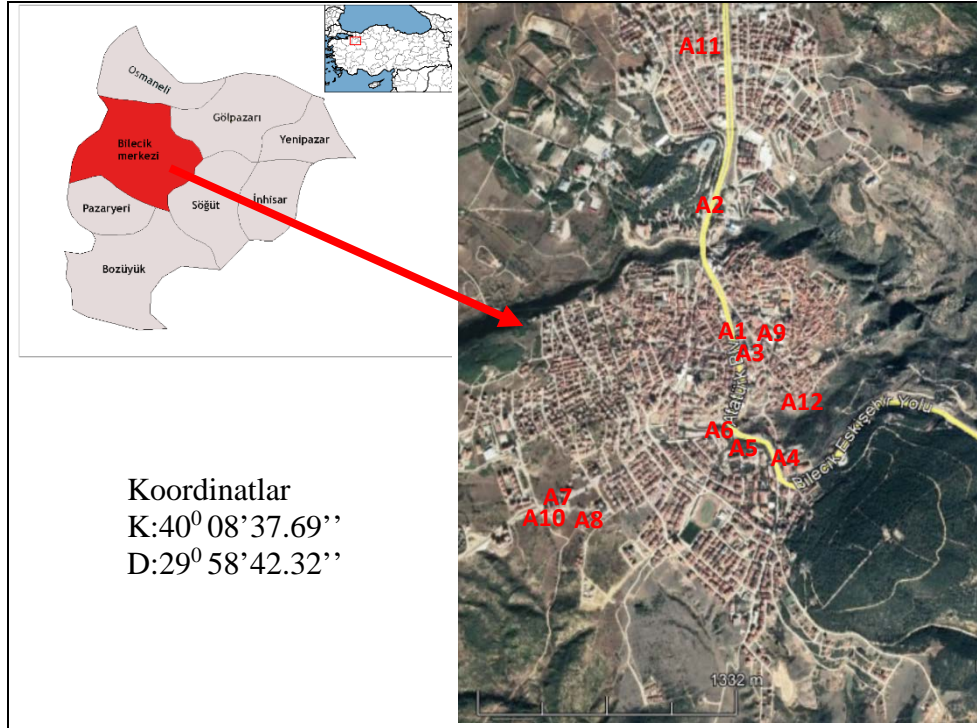 Osmaneli
Gölpazarı
Yenipazar
Bilecik
merkezi
İnhisar
Söğüt
Pazaryeri
Bozüyük
Koordinatlar
K:40⁰ 08’37.69’’
D:29⁰ 58’42.32’’
A11
A2
A1
A9
A3
Atatürk
A12
Bilecik Eskişehir Yolu
A6
A5
A4
A7
A10
A8
1332 m